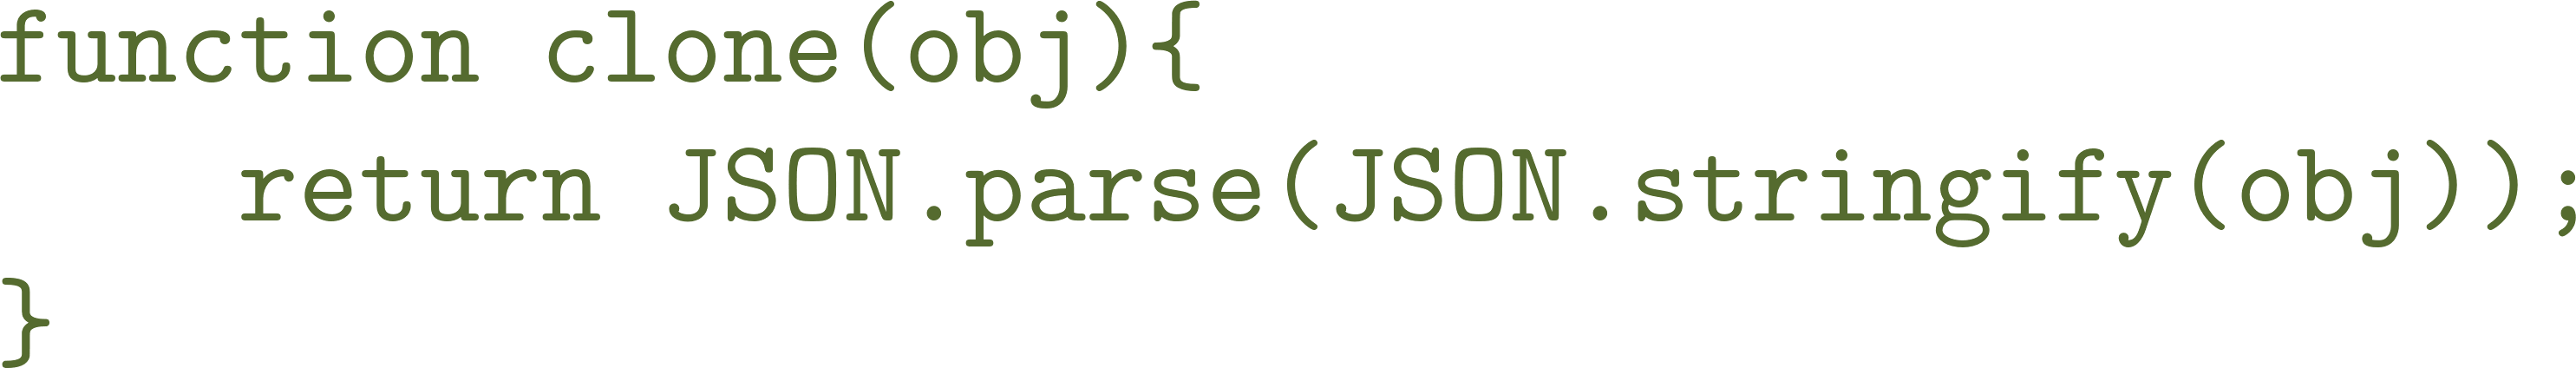 function clone(obj){
    return JSON.parse(JSON.stringify(obj));
}